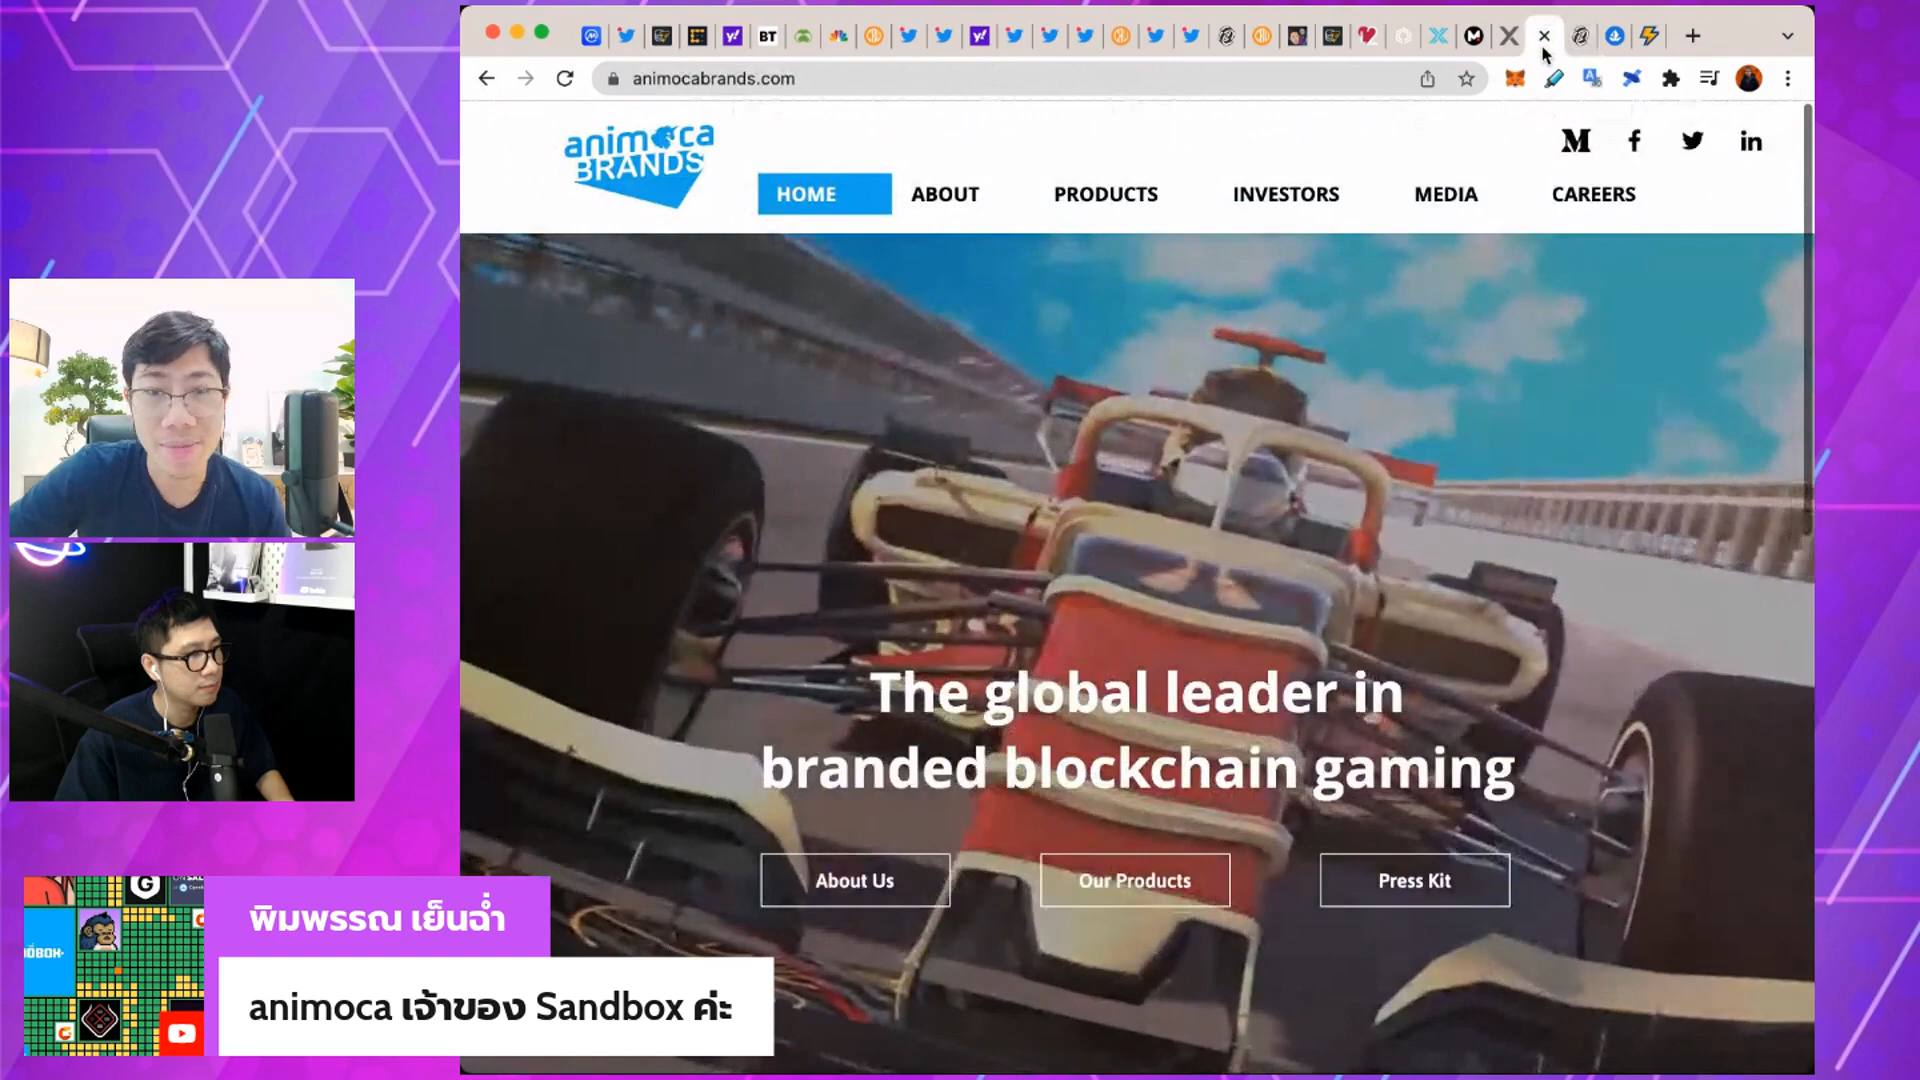 y!
BT
y!
animocabrands.com
animoca
BRANDS
HOME
ABOUT
PRODUCTS
INVESTORS
MEDIA
CAREERS
The global leader in
branded blockchain gaming
About Us
Our Products
Press Kit
พิมพรรณ เย็นฉ่ำ
animoca เจ้าของ Sandbox ค่ะ